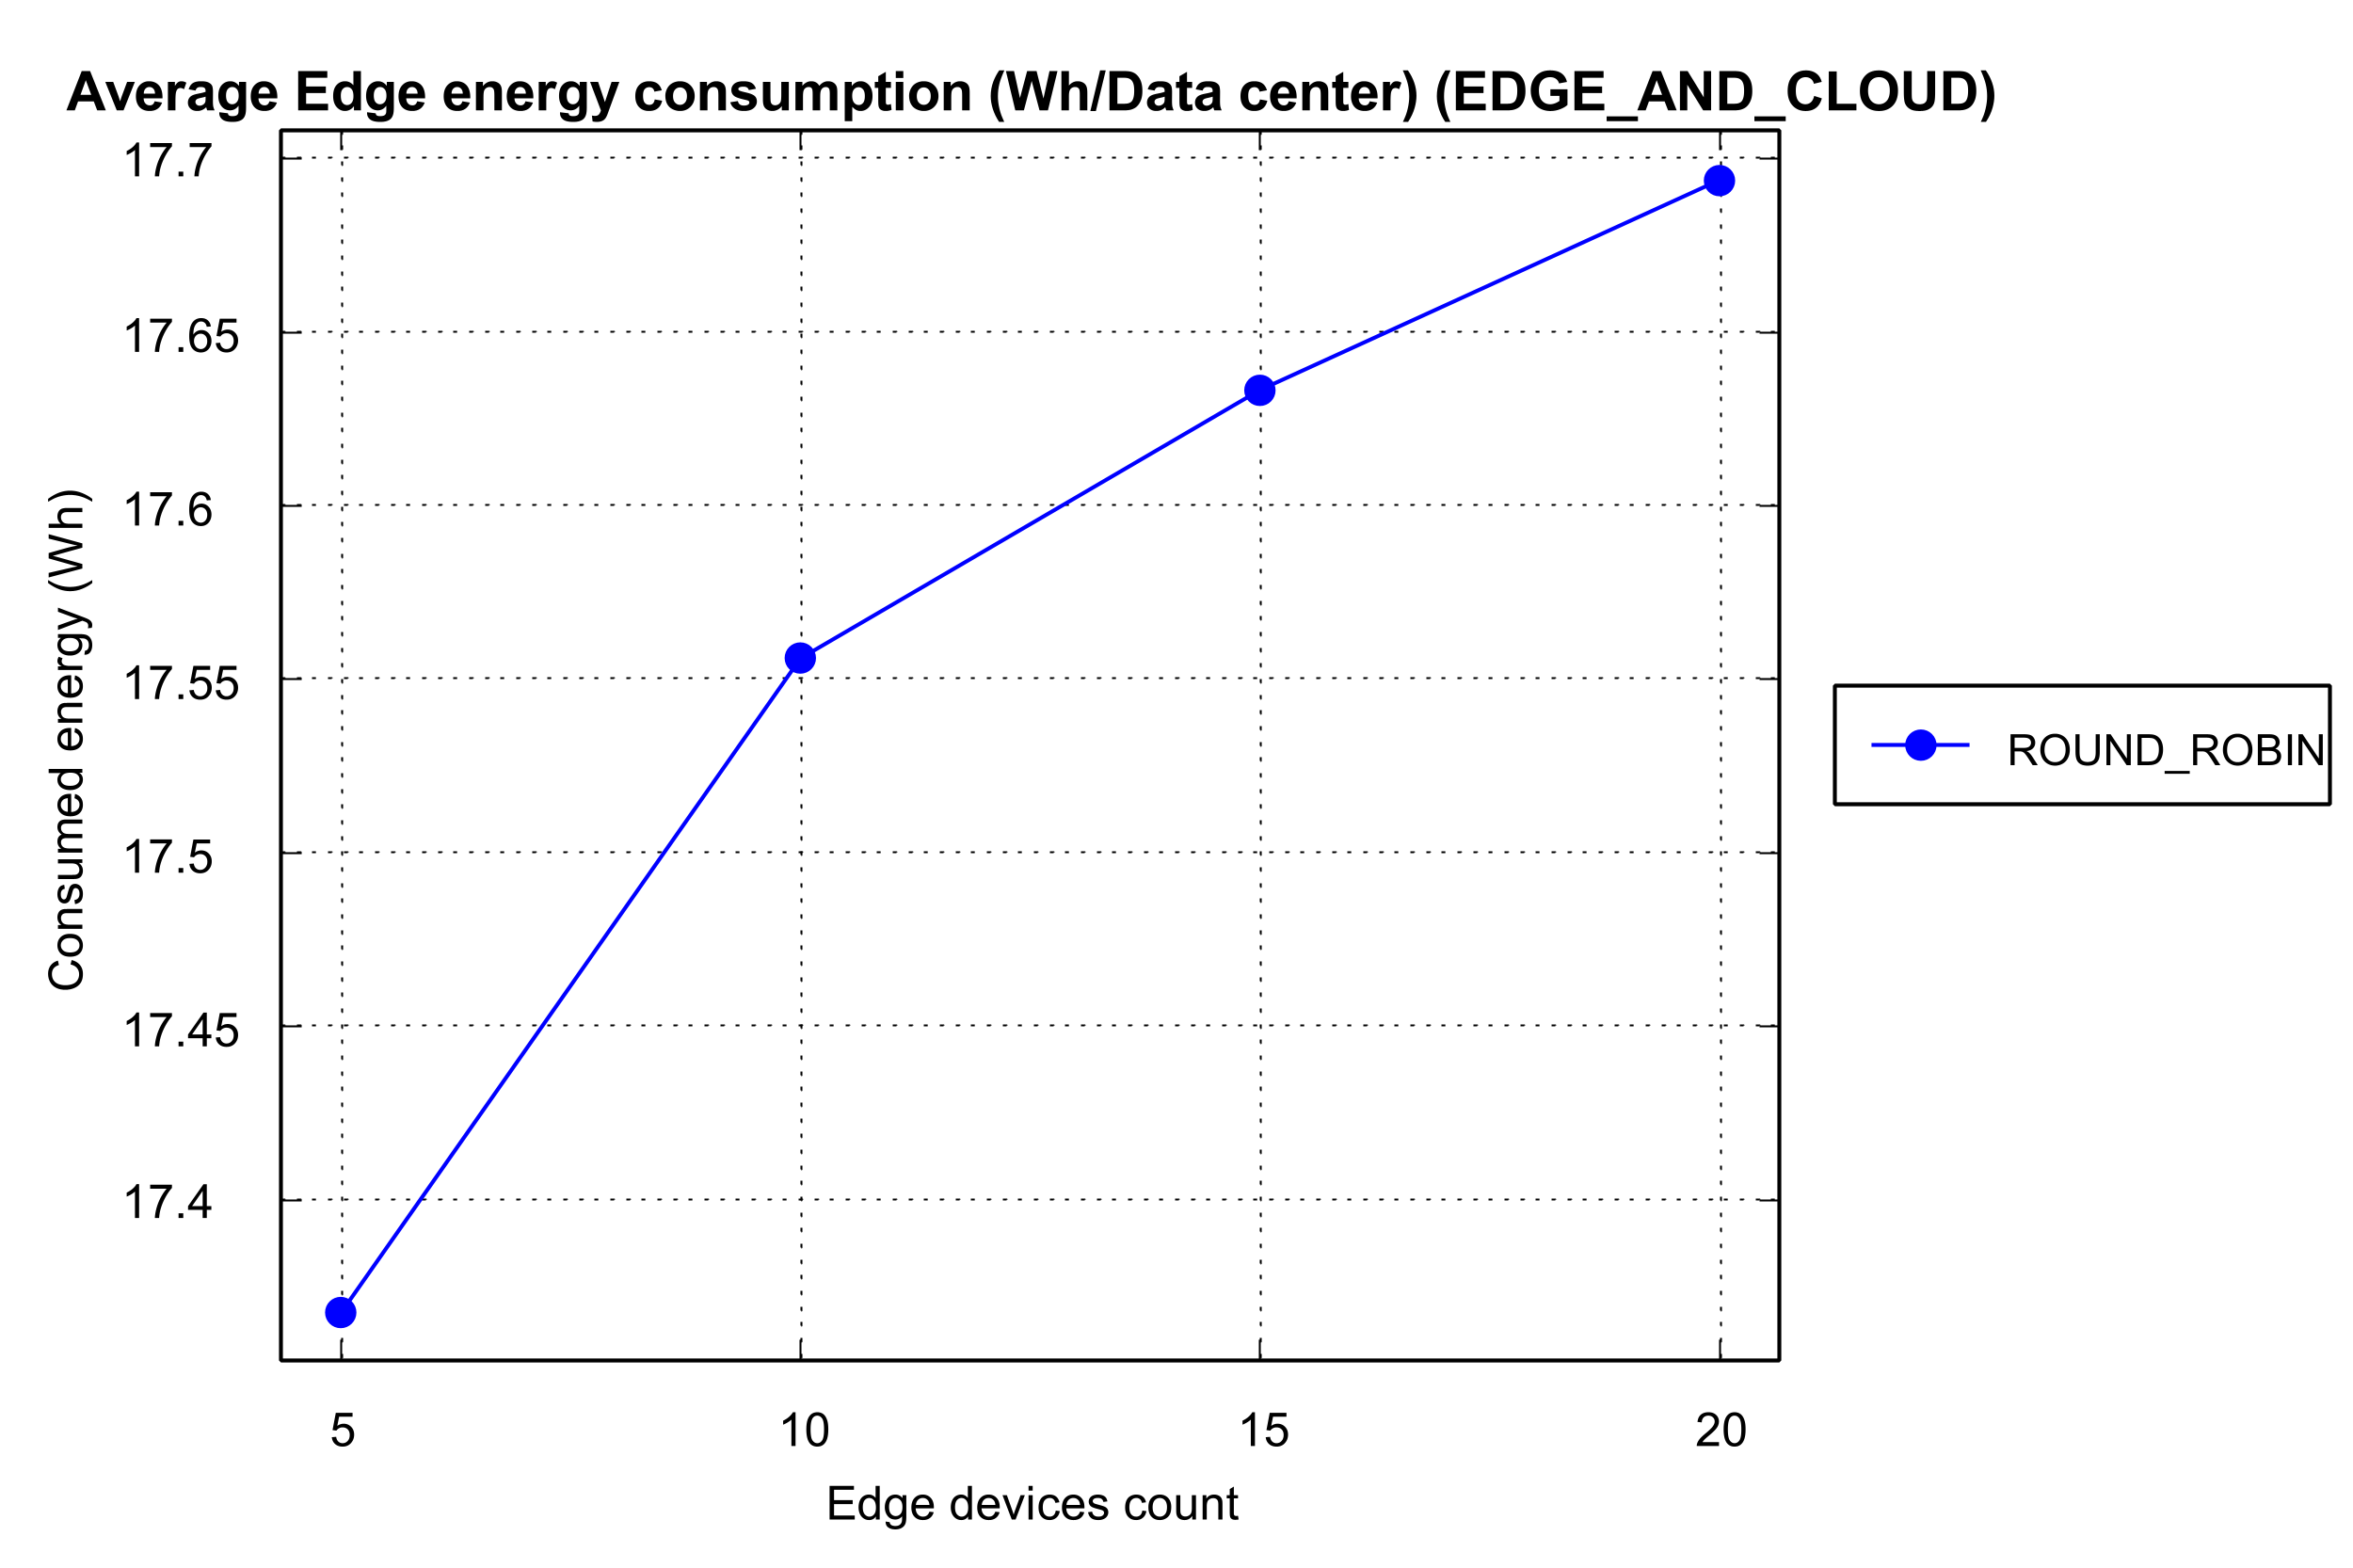 Average Edge energy consumption (Wh/Data center) (EDGE_AND_CLOUD)
17.7
17.65
17.6
17.55
17.5
17.45
17.4
Consumed energy (Wh)
ROUND_ROBIN
5 10 15 20
Edge devices count